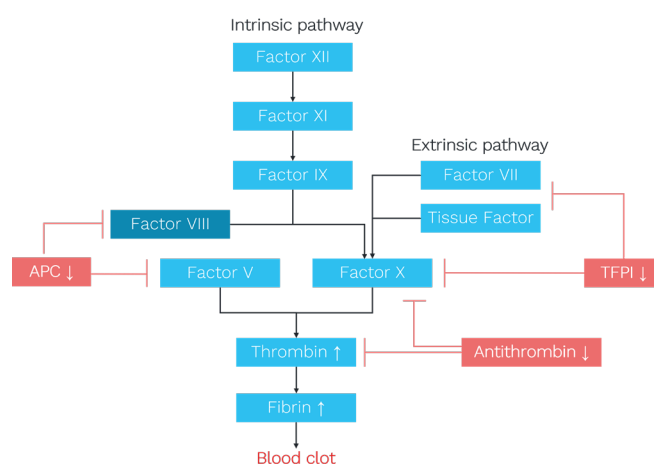 Intrinsic pathway
Factor XII
Factor XI
Extrinsic pathway
Factor IX
Factor VII
Factor VIII
Tissue Factor
APC ↓
Factor V
Factor X
TFPI ↓
Thrombin ↑
Antithrombin ↓
Fibrin ↑
Blood clot